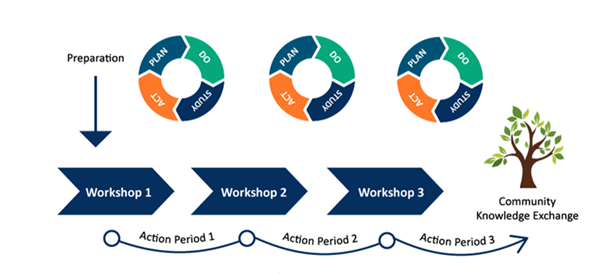 Preparation
PLAN
DO
STUDY
ACT
PLAN
DO
STUDY
ACT
PLAN
DO
STUDY
ACT
Workshop 1
Workshop 2
Workshop 3
Community
Knowledge Exchange
Action Period 1
Action Period 2
Action Period 3